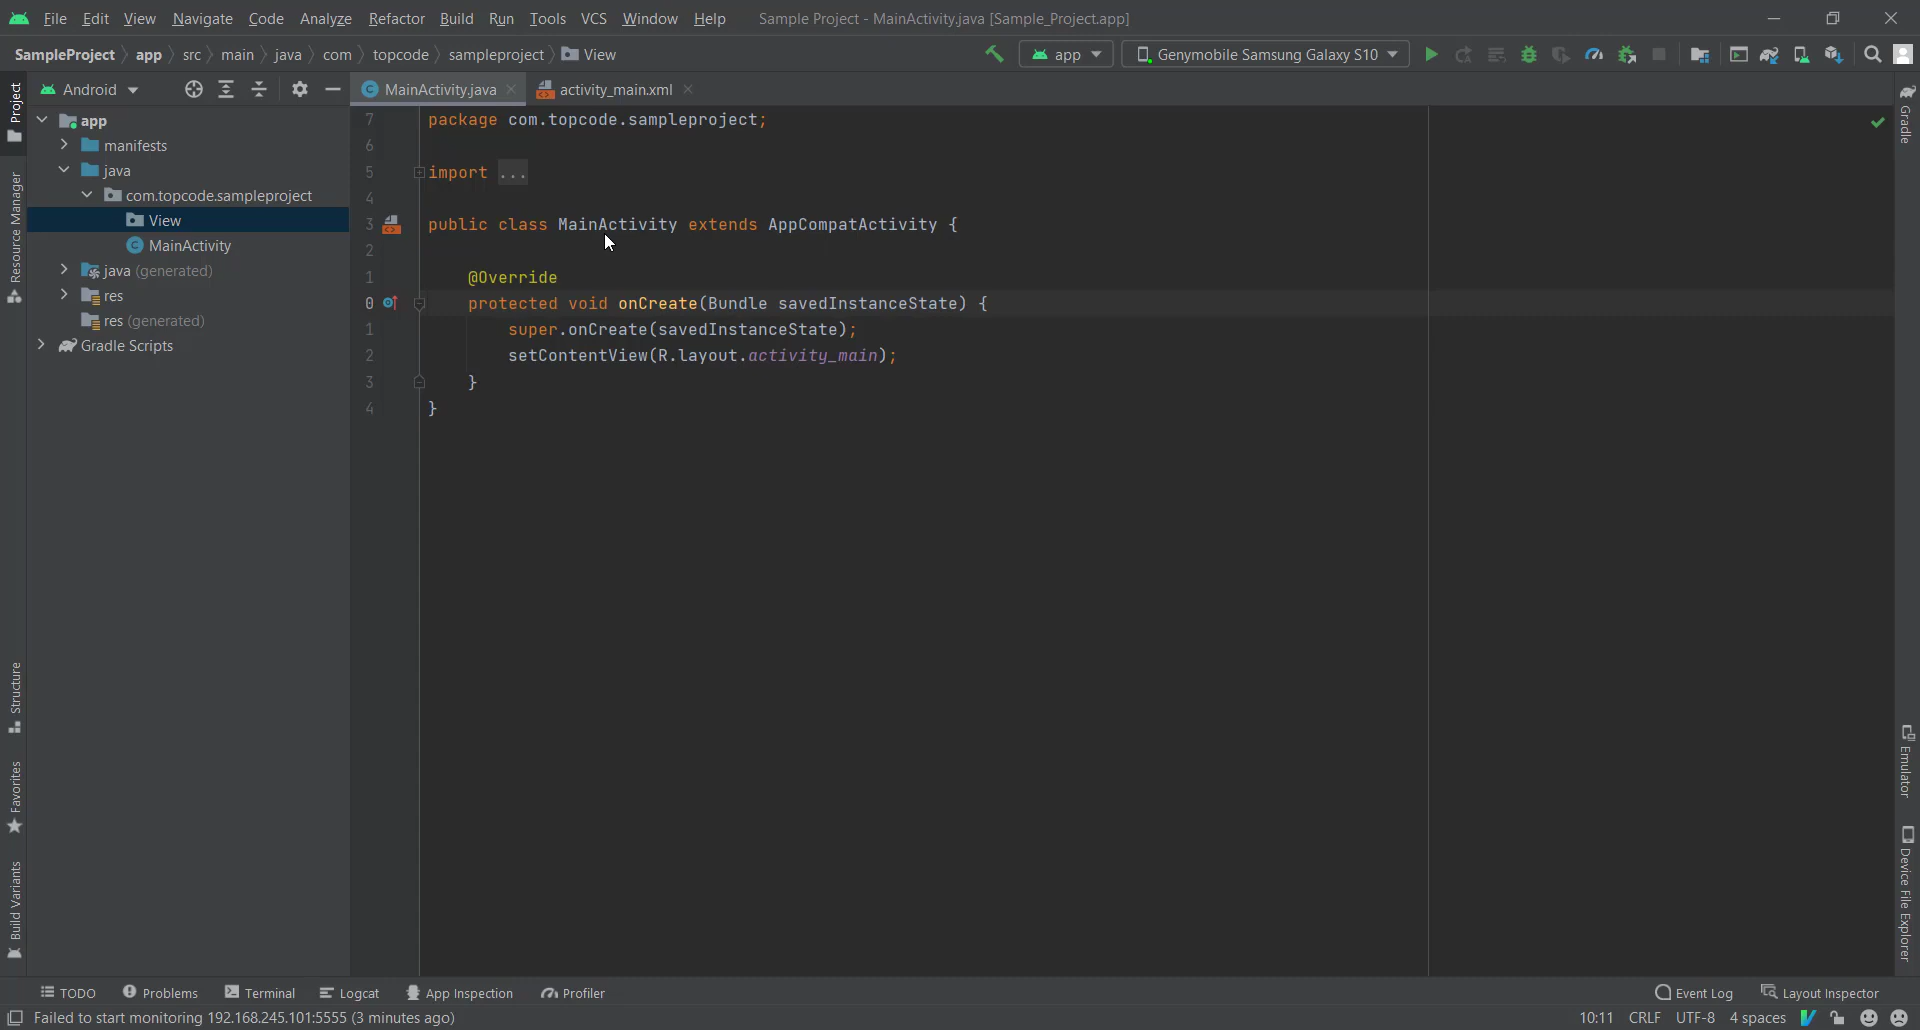 File Edit View Navigate Code Analyze Refactor Build Run Tools VCS Window Help Sample Project - MainActivity.java [Sample_Project.app]
SampleProject app src main java com topcode sampleproject View app Genymobile Samsung Galaxy S10
Project
Resource Manager
Structure
Favorites
Build Variants
Android
app
manifests
java
com.topcode.sampleproject
View
MainActivity
java (generated)
res
res (generated)
Gradle Scripts
MainActivity.java activity_main.xml
7 package com.topcode.sampleproject;
6
5 import ...
4
3 public class MainActivity extends AppCompatActivity {
2
1 @Override
0 protected void onCreate(Bundle savedInstanceState) {
1 super.onCreate(savedInstanceState);
2 setContentView(R.layout.activity_main);
3 }
4 }
Gradle
Emulator
Device File Explorer
TODO Problems Terminal Logcat App Inspection Profiler Event Log Layout Inspector
Failed to start monitoring 192.168.245.101:5555 (3 minutes ago) 10:11 CRLF UTF-8 4 spaces